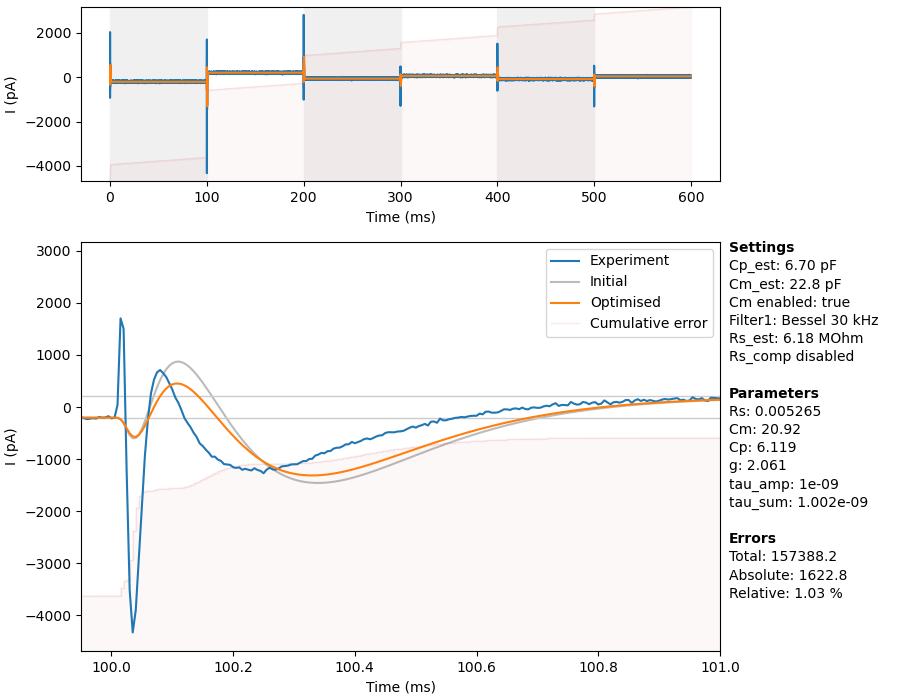 2000
0
−2000
−4000
I (pA)
0
100
200
300
400
500
600
Time (ms)
3000
2000
1000
0
−1000
−2000
−3000
−4000
I (pA)
100.0
100.2
100.4
100.6
100.8
101.0
Time (ms)
Experiment
Initial
Optimised
Cumulative error
Settings
Cp_est: 6.70 pF
Cm_est: 22.8 pF
Cm enabled: true
Filter1: Bessel 30 kHz
Rs_est: 6.18 MOhm
Rs_comp disabled
Parameters
Rs: 0.005265
Cm: 20.92
Cp: 6.119
g: 2.061
tau_amp: 1e-09
tau_sum: 1.002e-09
Errors
Total: 157388.2
Absolute: 1622.8
Relative: 1.03 %